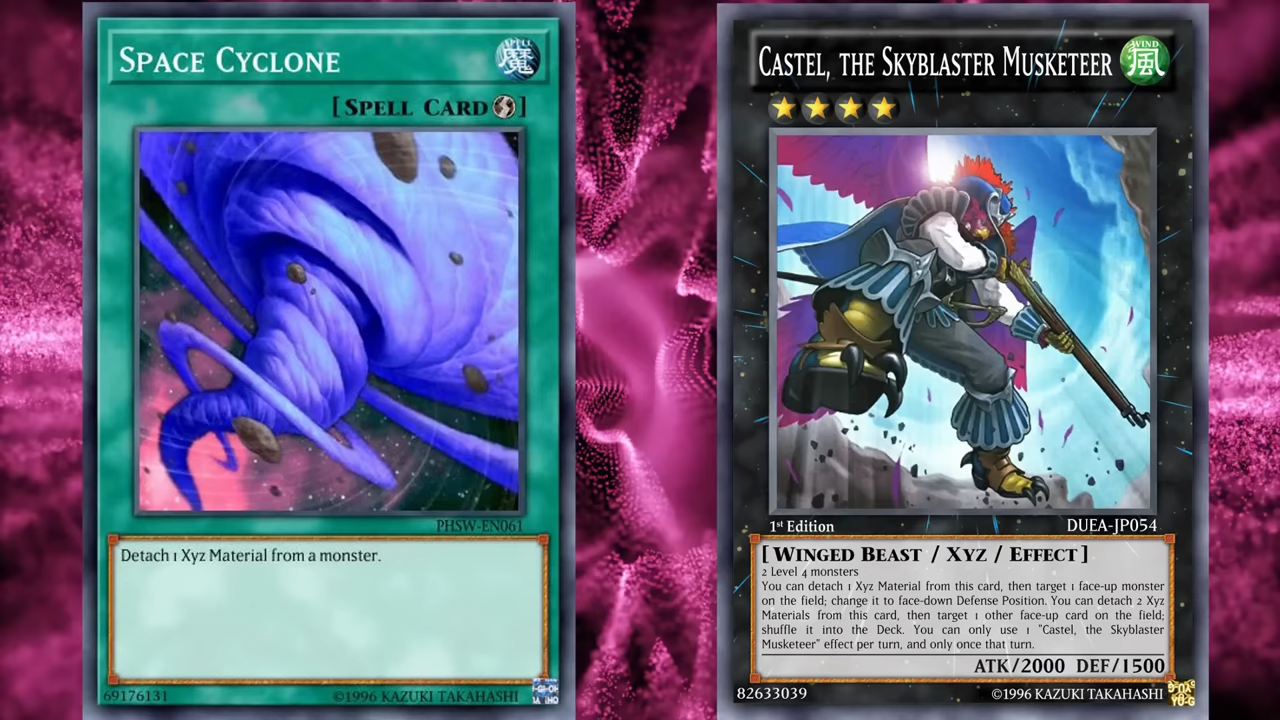 SPACE CYCLONE
魔
[SPELL CARD]
PHSW-EN061
Detach 1 Xyz Material from a monster.
69176131
©1996 KAZUKI TAKAHASHI
CASTEL, THE SKYBLASTER MUSKETEER
WIND
風
1st Edition
DUEA-JP054
[WINGED BEAST / XYZ / EFFECT]
2 Level 4 monsters
You can detach 1 Xyz Material from this card, then target 1 face-up monster
on the field; change it to face-down Defense Position. You can detach 2 Xyz
Materials from this card, then target 1 other face-up card on the field;
shuffle it into the Deck. You can only use 1 "Castel, the Skyblaster
Musketeer" effect per turn, and only once that turn.
ATK/2000 DEF/1500
82633039
©1996 KAZUKI TAKAHASHI